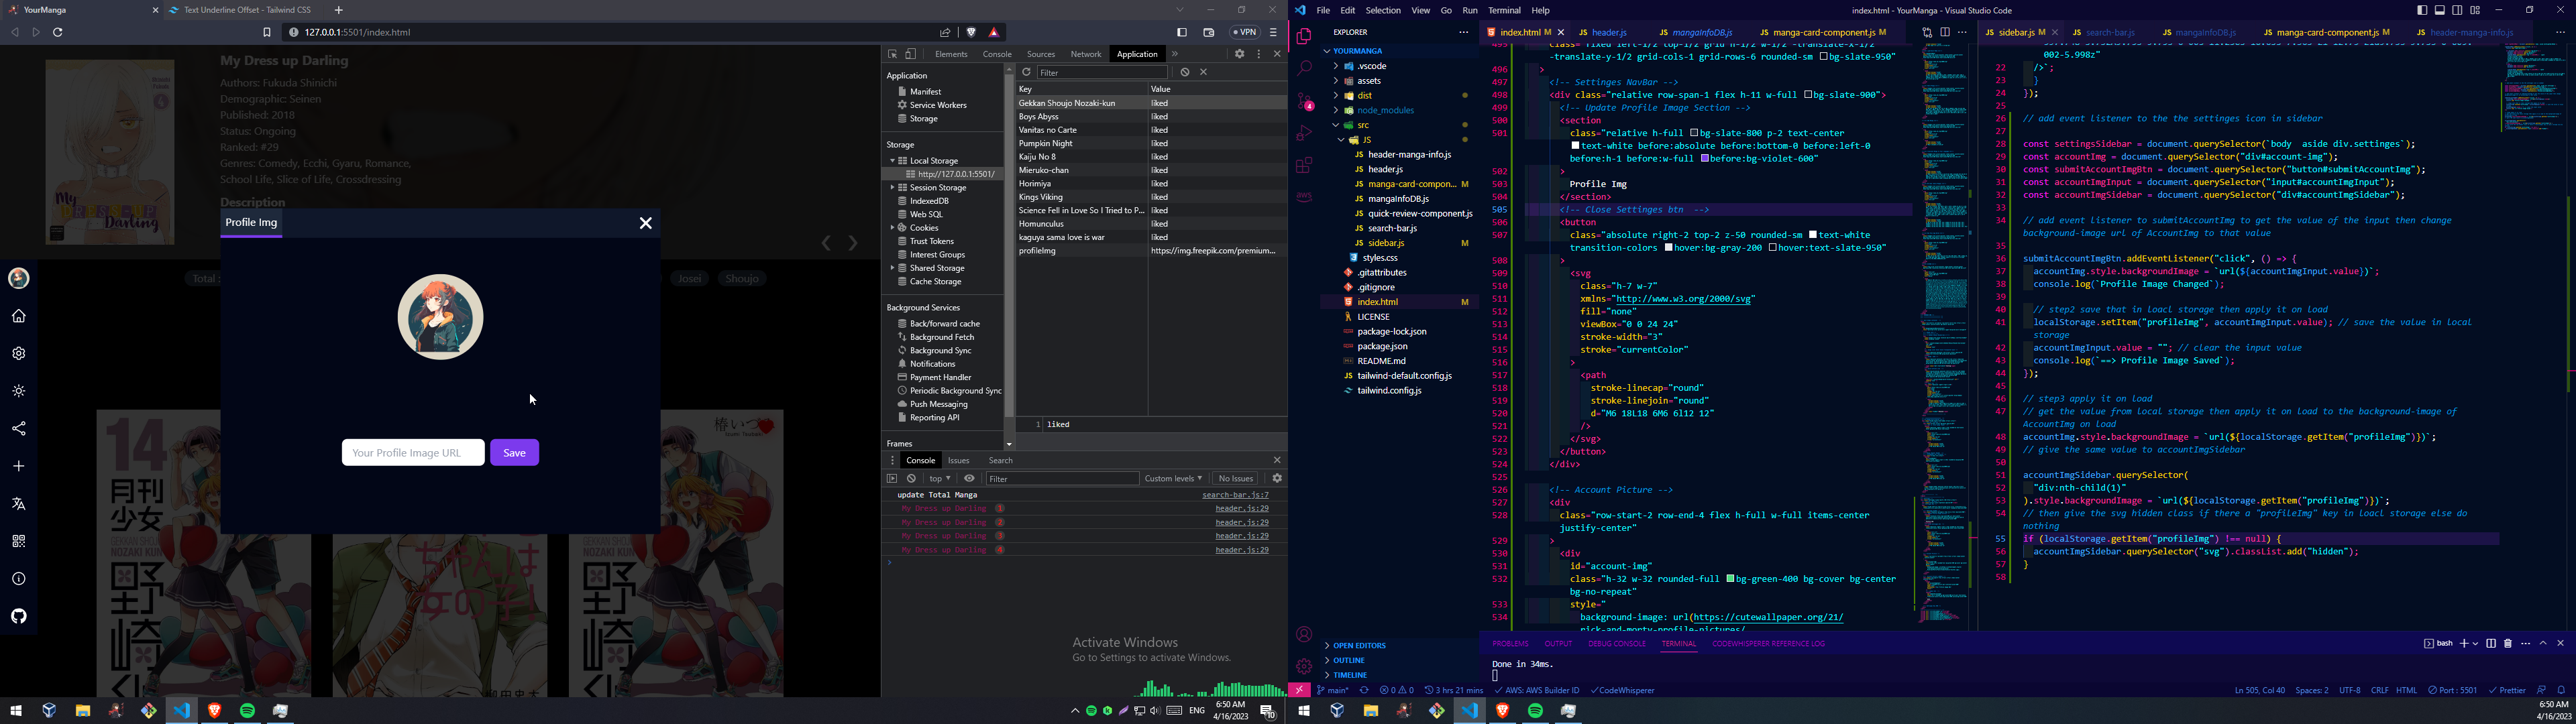 YourManga
Text Underline Offset - Tailwind CSS
127.0.0.1:5501/index.html
VPN
My Dress up Darling
Authors: Fukuda Shinichi
Demographic: Seinen
Published: 2018
Status: Ongoing
Ranked: #29
Genres: Comedy, Ecchi, Gyaru, Romance,
School Life, Slice of Life, Crossdressing
Description
Total :
Josei
Shoujo
Profile Img
Your Profile Image URL
Save
Elements
Console
Sources
Network
Application
Application
Manifest
Service Workers
Storage
Storage
Local Storage
http://127.0.0.1:5501/
Session Storage
IndexedDB
Web SQL
Cookies
Trust Tokens
Interest Groups
Shared Storage
Cache Storage
Background Services
Back/forward cache
Background Fetch
Background Sync
Notifications
Payment Handler
Periodic Background Sync
Push Messaging
Reporting API
Frames
Filter
Key Value
Gekkan Shoujo Nozaki-kun liked
Boys Abyss liked
Vanitas no Carte liked
Pumpkin Night liked
Kaiju No 8 liked
Mieruko-chan liked
Horimiya liked
Kings Viking liked
Science Fell in Love So I Tried to P... liked
Homunculus liked
kaguya sama love is war liked
profileImg https://img.freepik.com/premium...
1 liked
Console Issues Search
top Filter Custom levels No Issues
update Total Manga search-bar.js:7
My Dress up Darling 1 header.js:29
My Dress up Darling 2 header.js:29
My Dress up Darling 3 header.js:29
My Dress up Darling 4 header.js:29
Activate Windows
Go to Settings to activate Windows.
ENG
6:50 AM
4/16/2023
File Edit Selection View Go Run Terminal Help
index.html - YourManga - Visual Studio Code
EXPLORER
YOURMANGA
.vscode
assets
dist
node_modules
src
JS
header-manga-info.js
header.js
manga-card-compon... M
mangaInfoDB.js
quick-review-component.js
search-bar.js
sidebar.js M
styles.css
.gitattributes
.gitignore
index.html M
LICENSE
package-lock.json
package.json
README.md
tailwind-default.config.js
tailwind.config.js
OPEN EDITORS
OUTLINE
TIMELINE
index.html M header.js mangaInfoDB.js manga-card-component.js M
495 class="fixed left-1/2 top-1/2 grid h-1/2 w-1/2 -translate-x-1/2
-translate-y-1/2 grid-cols-1 grid-rows-6 rounded-sm bg-slate-950"
496 >
497 <!-- Settinges NavBar -->
498 <div class="relative row-span-1 flex h-11 w-full bg-slate-900">
499 <!-- Update Profile Image Section -->
500 <section
501 class="relative h-full bg-slate-800 p-2 text-center
text-white before:absolute before:bottom-0 before:left-0
before:h-1 before:w-full before:bg-violet-600"
502 >
503 Profile Img
504 </section>
505 <!-- Close Settinges btn -->
506 <button
507 class="absolute right-2 top-2 z-50 rounded-sm text-white
transition-colors hover:bg-gray-200 hover:text-slate-950"
508 >
509 <svg
510 class="h-7 w-7"
511 xmlns="http://www.w3.org/2000/svg"
512 fill="none"
513 viewBox="0 0 24 24"
514 stroke-width="3"
515 stroke="currentColor"
516 >
517 <path
518 stroke-linecap="round"
519 stroke-linejoin="round"
520 d="M6 18L18 6M6 6l12 12"
521 />
522 </svg>
523 </button>
524 </div>
525
526 <!-- Account Picture -->
527 <div
528 class="row-start-2 row-end-4 flex h-full w-full items-center
justify-center"
529 >
530 <div
531 id="account-img"
532 class="h-32 w-32 rounded-full bg-green-400 bg-cover bg-center
bg-no-repeat"
533 style="
534 background-image: url(https://cutewallpaper.org/21/
rick-and-morty-profile-pictures/
sidebar.js M search-bar.js mangaInfoDB.js manga-card-component.js M header-manga-info.js
002-5.998z"
22 />`;
23 }
24 });
25
26 // add event listener to the the settinges icon in sidebar
27
28 const settingsSidebar = document.querySelector(`body aside div.settinges`);
29 const accountImg = document.querySelector("div#account-img");
30 const submitAccountImgBtn = document.querySelector("button#submitAccountImg");
31 const accountImgInput = document.querySelector("input#accountImgInput");
32 const accountImgSidebar = document.querySelector("div#accountImgSidebar");
33
34 // add event listener to submitAccountImg to get the value of the input then change
background-image url of AccountImg to that value
35
36 submitAccountImgBtn.addEventListener("click", () => {
37 accountImg.style.backgroundImage = `url(${accountImgInput.value})`;
38 console.log(`Profile Image Changed`);
39
40 // step2 save that in loacl storage then apply it on load
41 localStorage.setItem("profileImg", accountImgInput.value); // save the value in local
storage
42 accountImgInput.value = ""; // clear the input value
43 console.log(`==> Profile Image Saved`);
44 });
45
46 // step3 apply it on load
47 // get the value from local storage then apply it on load to the background-image of
AccountImg on load
48 accountImg.style.backgroundImage = `url(${localStorage.getItem("profileImg")})`;
49 // give the same value to accountImgSidebar
50
51 accountImgSidebar.querySelector(
52 "div:nth-child(1)"
53 ).style.backgroundImage = `url(${localStorage.getItem("profileImg")})`;
54 // then give the svg hidden class if there a "profileImg" key in loacl storage else do
nothing
55 if (localStorage.getItem("profileImg") !== null) {
56 accountImgSidebar.querySelector("svg").classList.add("hidden");
57 }
58
PROBLEMS OUTPUT DEBUG CONSOLE TERMINAL CODEWHISPERER REFERENCE LOG
bash
Done in 34ms.
main* 0 0 3 hrs 21 mins AWS: AWS Builder ID CodeWhisperer
Ln 505, Col 40 Spaces: 2 UTF-8 CRLF HTML Port : 5501 Prettier
6:50 AM
4/16/2023